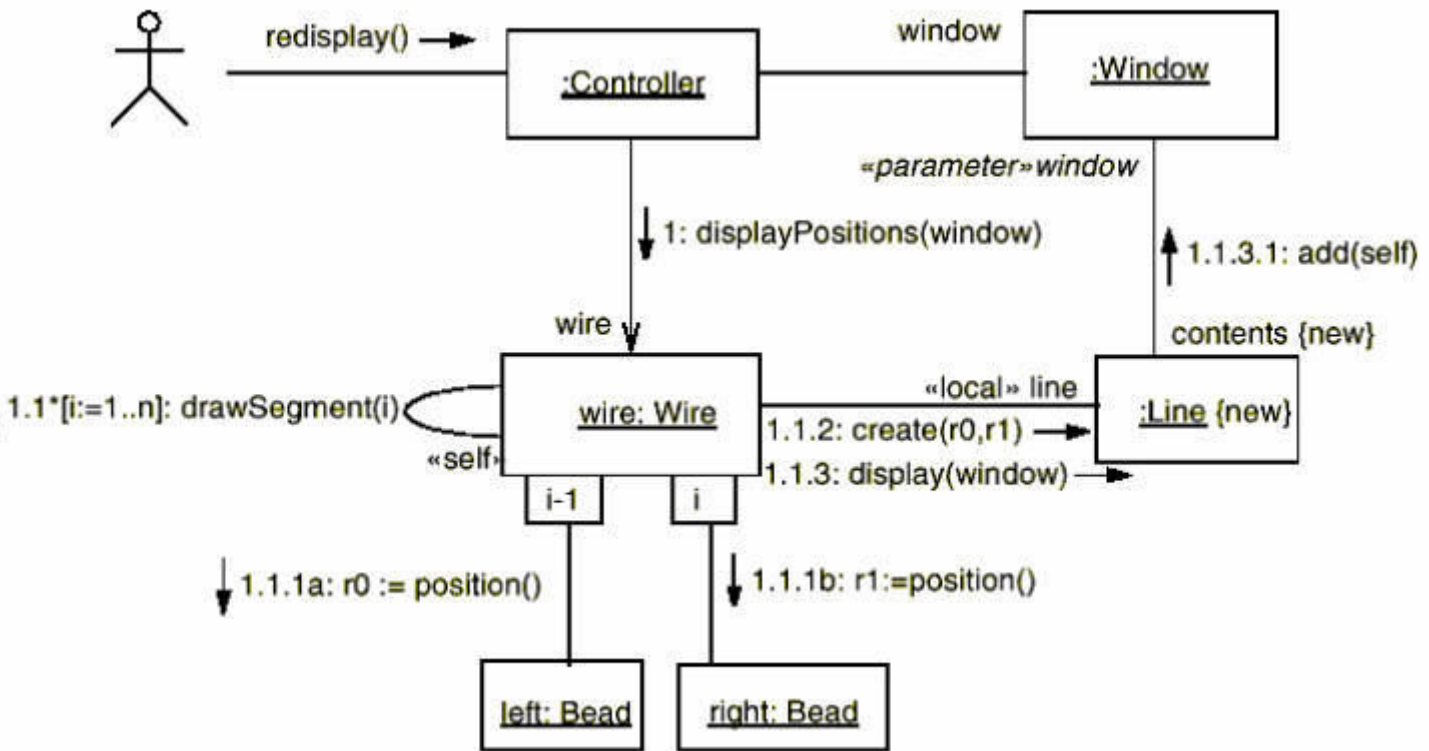 redisplay()
window
:Controller
:Window
«parameter»window
1: displayPositions(window)
1.1.3.1: add(self)
wire
contents {new}
1.1*[i:=1..n]: drawSegment(i)
«local» line
wire: Wire
:Line {new}
1.1.2: create(r0,r1)
«self»
1.1.3: display(window)
i-1
i
1.1.1a: r0 := position()
1.1.1b: r1:=position()
left: Bead
right: Bead